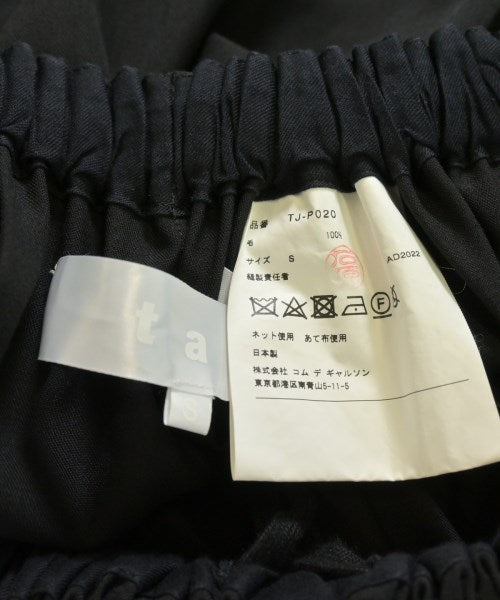 品番 TJ-P020
毛 100%
サイズ S AD2022
縫製責任者
F
ネット使用 あて布使用
日本製
株式会社 コム デ ギャルソン
東京都港区南青山5-11-5
ta
S